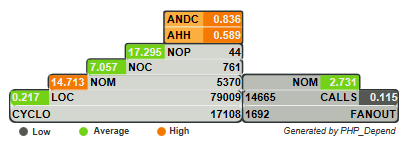 ANDC 0.836
AHH 0.589
17.295 NOP 44
7.057 NOC 761
14.713 NOM 5370 NOM 2.731
0.217 LOC 79009 14665 CALLS 0.115
CYCLO 17108 1692 FANOUT
Low Average High Generated by PHP_Depend